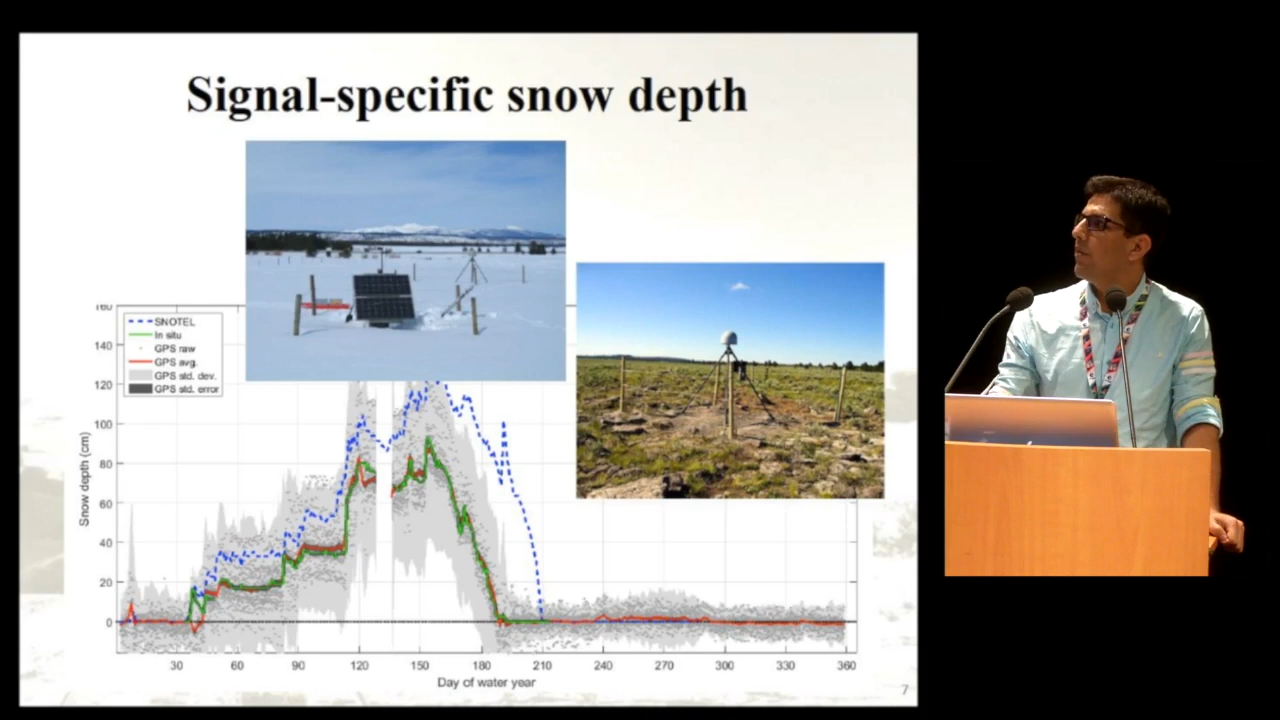 Signal-specific snow depth
160
140
120
100
80
60
40
20
0
Snow depth (cm)
SNOTEL
In situ
GPS raw
GPS avg.
GPS std. dev.
GPS std. error
30 60 90 120 150 180 210 240 270 300 330 360
Day of water year
7